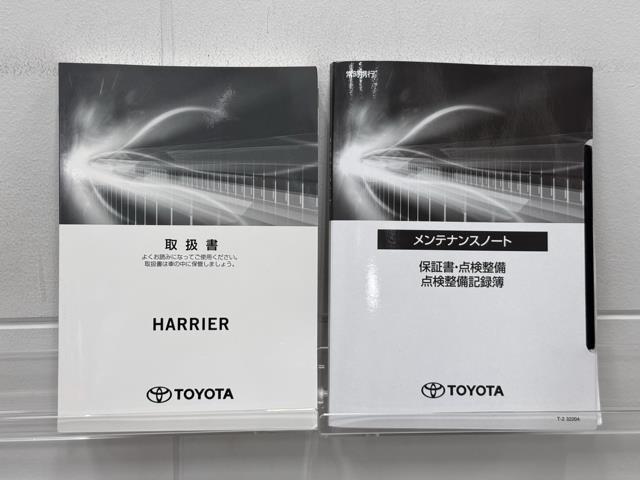 取扱書
よくお読みになってご使用ください。
取扱書は車の中に保管しましょう。
HARRIER
TOYOTA
常時携行
メンテナンスノート
保証書・点検整備
点検整備記録簿
TOYOTA
T-2 32204